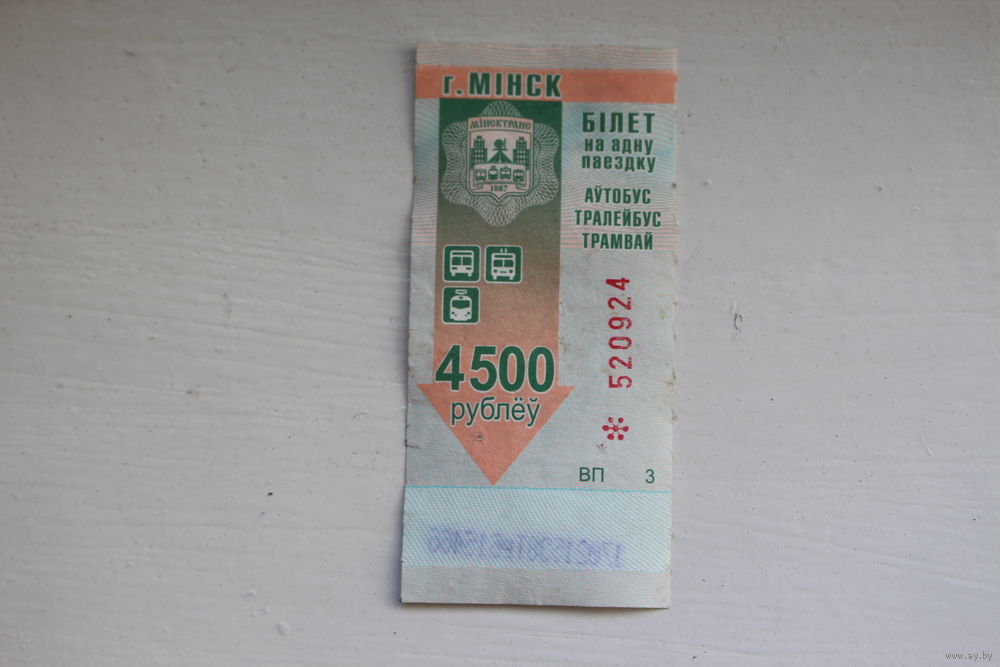 г. МІНСК
МІНСКТРАНС
1887
БІЛЕТ
на адну
паездку
АЎТОБУС
ТРАЛЕЙБУС
ТРАМВАЙ
520924
4500
рублёў
ВП 3
www.ay.by